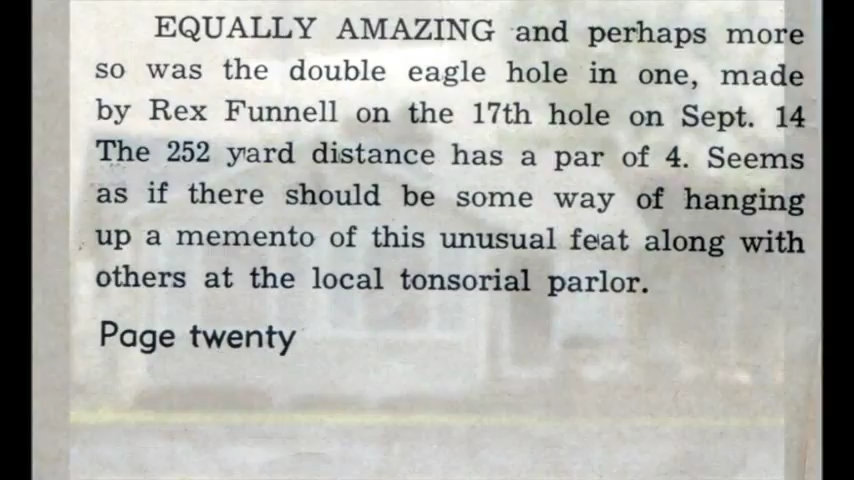 EQUALLY AMAZING and perhaps more
so was the double eagle hole in one, made
by Rex Funnell on the 17th hole on Sept. 14
The 252 yard distance has a par of 4. Seems
as if there should be some way of hanging
up a memento of this unusual feat along with
others at the local tonsorial parlor.
Page twenty